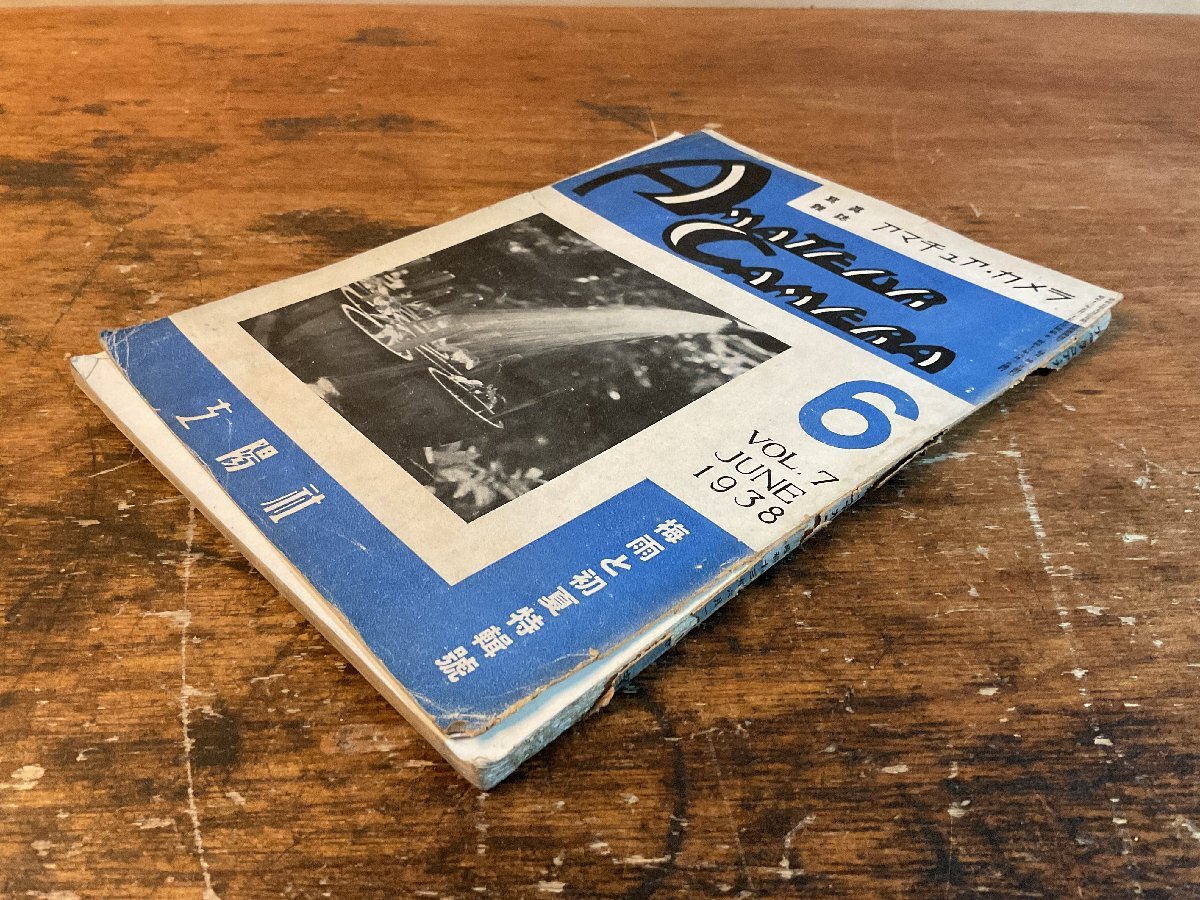 寫眞
雜誌
アマチュア・カメラ
AMATEUR
CAMERA
6
VOL. 7
JUNE
1938
梅雨と初夏特輯號
玄陽社